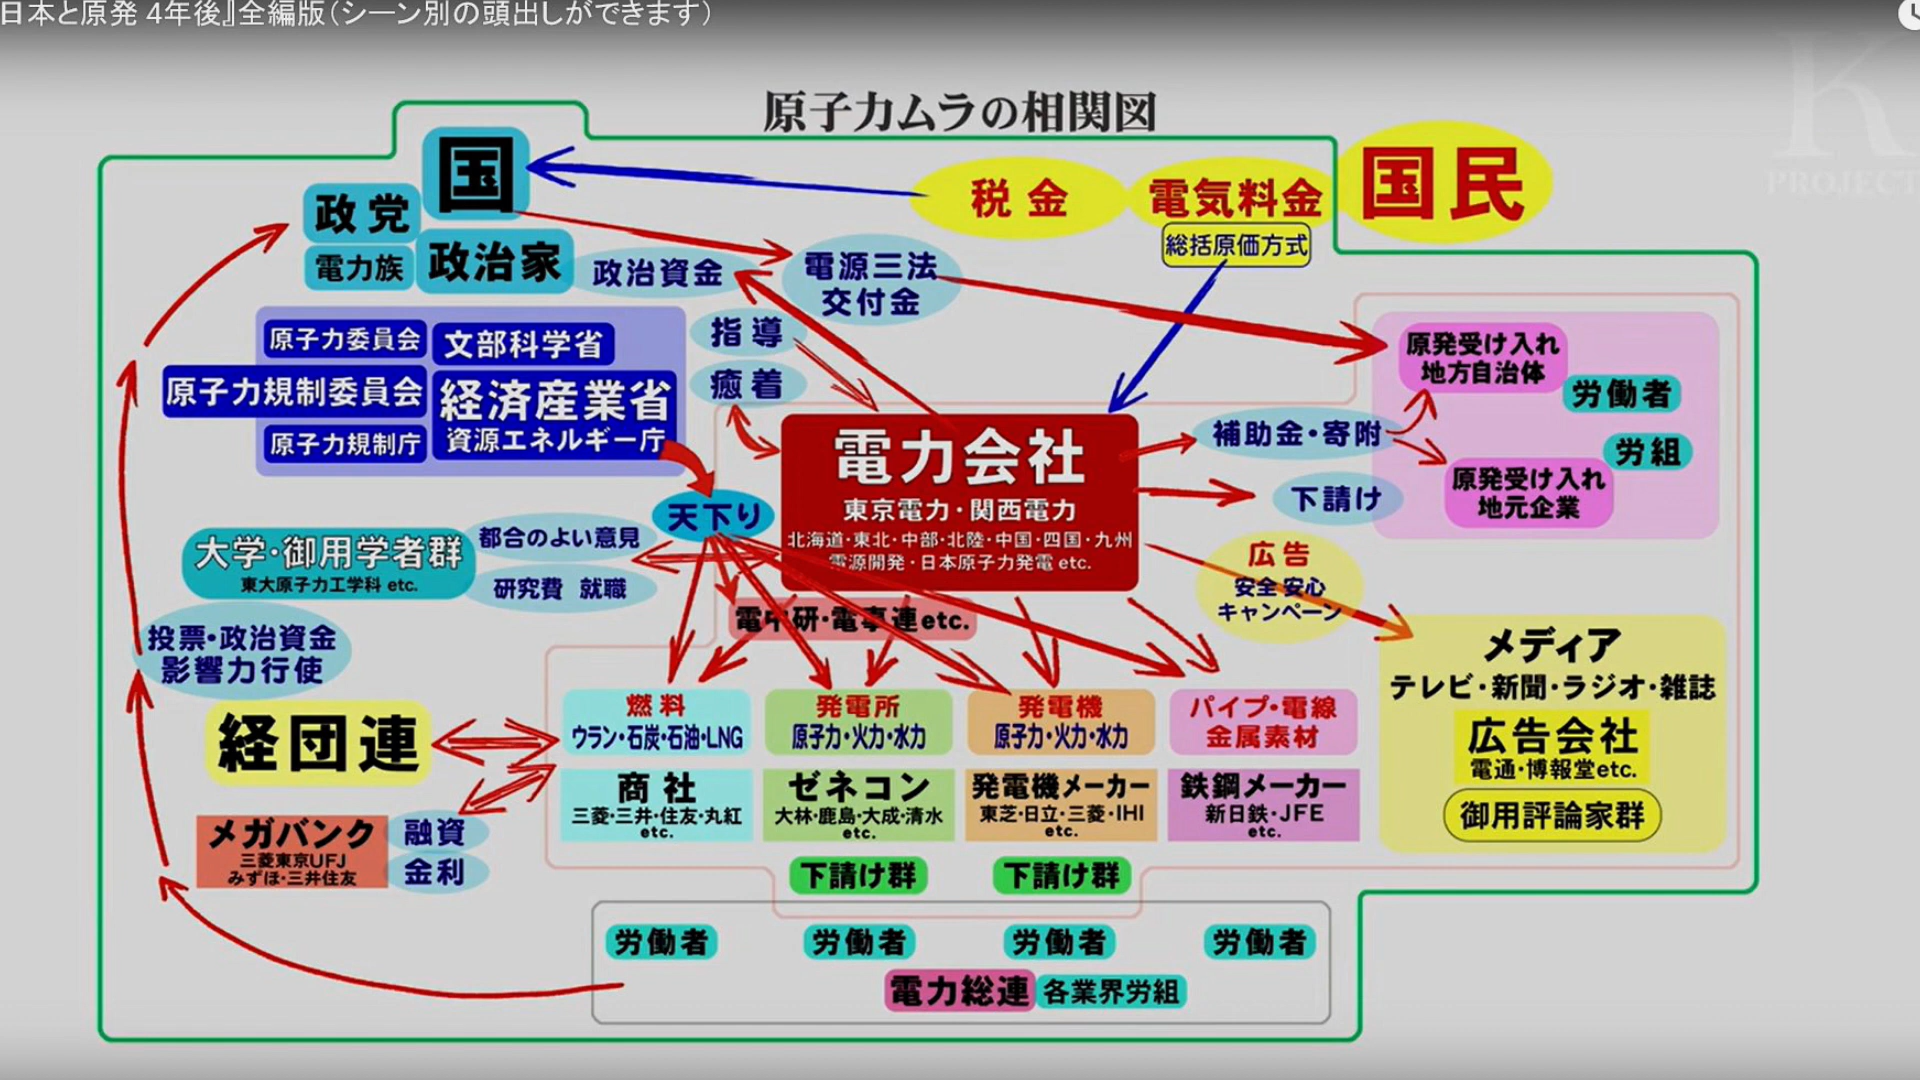 日本と原発 4年後』全編版（シーン別の頭出しができます）
K
PROJECT
原子力ムラの相関図
国
政党
電力族
政治家
政治資金
税金
電気料金
総括原価方式
国民
電源三法
交付金
指導
癒着
原子力委員会
文部科学省
原子力規制委員会
経済産業省
資源エネルギー庁
原子力規制庁
天下り
電力会社
東京電力・関西電力
北海道・東北・中部・北陸・中国・四国・九州
電源開発・日本原子力発電 etc.
補助金・寄附
下請け
原発受け入れ
地方自治体
労働者
労組
原発受け入れ
地元企業
大学・御用学者群
東大原子力工学科 etc.
都合のよい意見
研究費 就職
電中研・電事連etc.
広告
安全 安心
キャンペーン
投票・政治資金
影響力行使
経団連
メガバンク
三菱東京UFJ
みずほ・三井住友
融資
金利
燃料
ウラン・石炭・石油・LNG
商社
三菱・三井・住友・丸紅
etc.
発電所
原子力・火力・水力
ゼネコン
大林・鹿島・大成・清水
etc.
発電機
原子力・火力・水力
発電機メーカー
東芝・日立・三菱・IHI
etc.
パイプ・電線
金属素材
鉄鋼メーカー
新日鉄・JFE
etc.
メディア
テレビ・新聞・ラジオ・雑誌
広告会社
電通・博報堂etc.
御用評論家群
下請け群
下請け群
労働者
労働者
労働者
労働者
電力総連
各業界労組